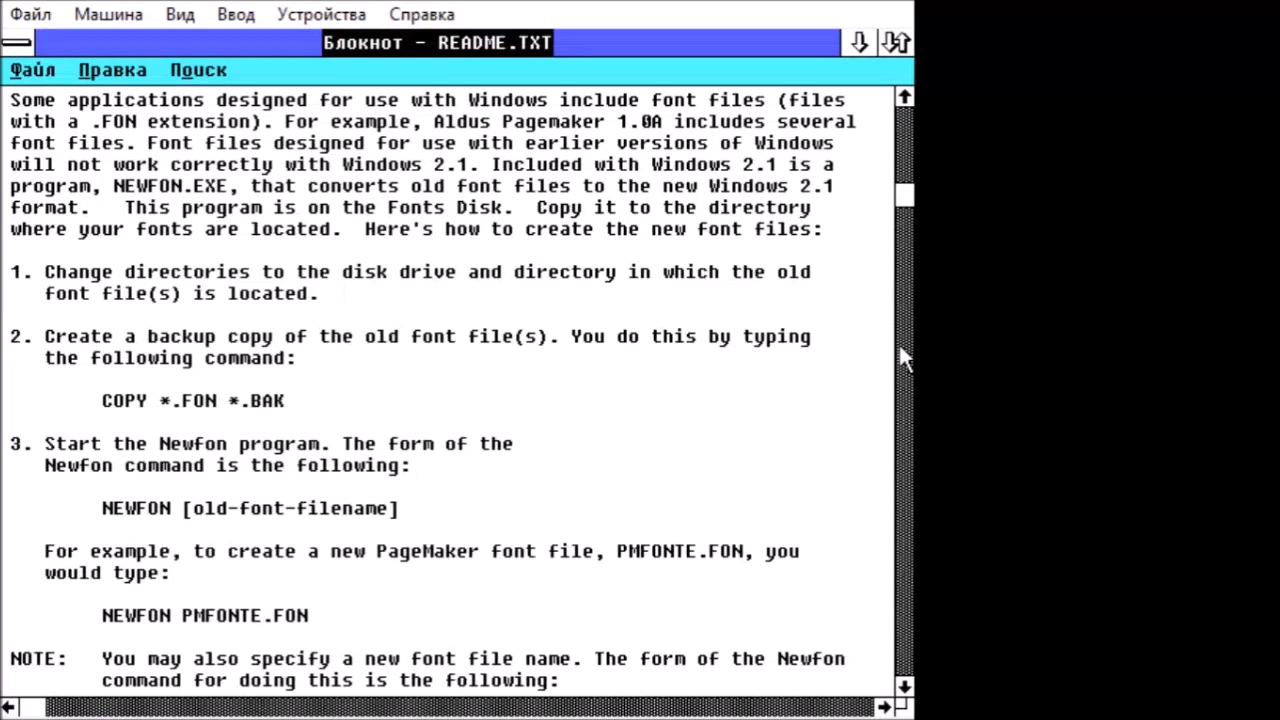 Файл Машина Вид Ввод Устройства Справка
Блокнот - README.TXT
Файл Правка Поиск
Some applications designed for use with Windows include font files (files
with a .FON extension). For example, Aldus Pagemaker 1.0A includes several
font files. Font files designed for use with earlier versions of Windows
will not work correctly with Windows 2.1. Included with Windows 2.1 is a
program, NEWFON.EXE, that converts old font files to the new Windows 2.1
format.   This program is on the Fonts Disk.  Copy it to the directory
where your fonts are located.  Here's how to create the new font files:
1. Change directories to the disk drive and directory in which the old
font file(s) is located.
2. Create a backup copy of the old font file(s). You do this by typing
the following command:
COPY *.FON *.BAK
3. Start the Newfon program. The form of the
Newfon command is the following:
NEWFON [old-font-filename]
For example, to create a new PageMaker font file, PMFONTE.FON, you
would type:
NEWFON PMFONTE.FON
NOTE:   You may also specify a new font file name. The form of the Newfon
command for doing this is the following: